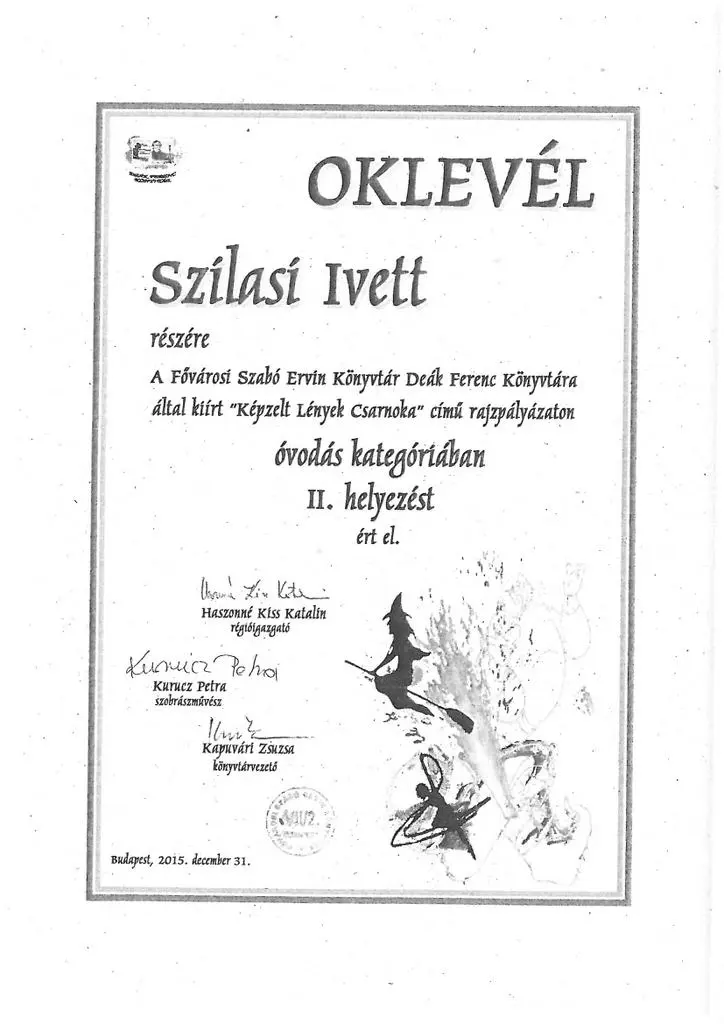 OKLEVÉL
Szilasi Ivett
részére
A Fővárosi Szabó Ervin Könyvtár Deák Ferenc Könyvtára
által kiírt "Képzelt Lények Csarnoka" című rajzpályázaton
óvodás kategóriában
II. helyezést
ért el.
Haszonné Kiss Katalin
régióigazgató
Kurucz Petra
Kurucz Petra
szobrászművész
Kapuvári Zsuzsa
könyvtárvezető
Budapest, 2015. december 31.